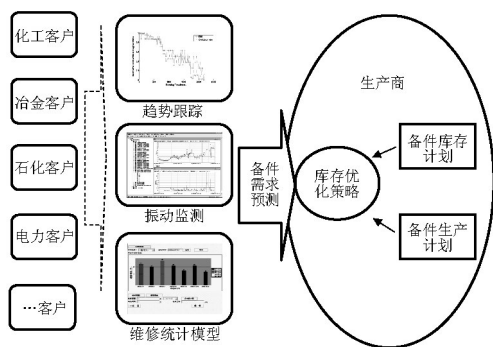 化工客户
冶金客户
石化客户
电力客户
…客户
趋势跟踪
振动监测
维修统计模型
备件
需求
预测
生产商
库存优
化策略
备件库存
计划
备件生产
计划